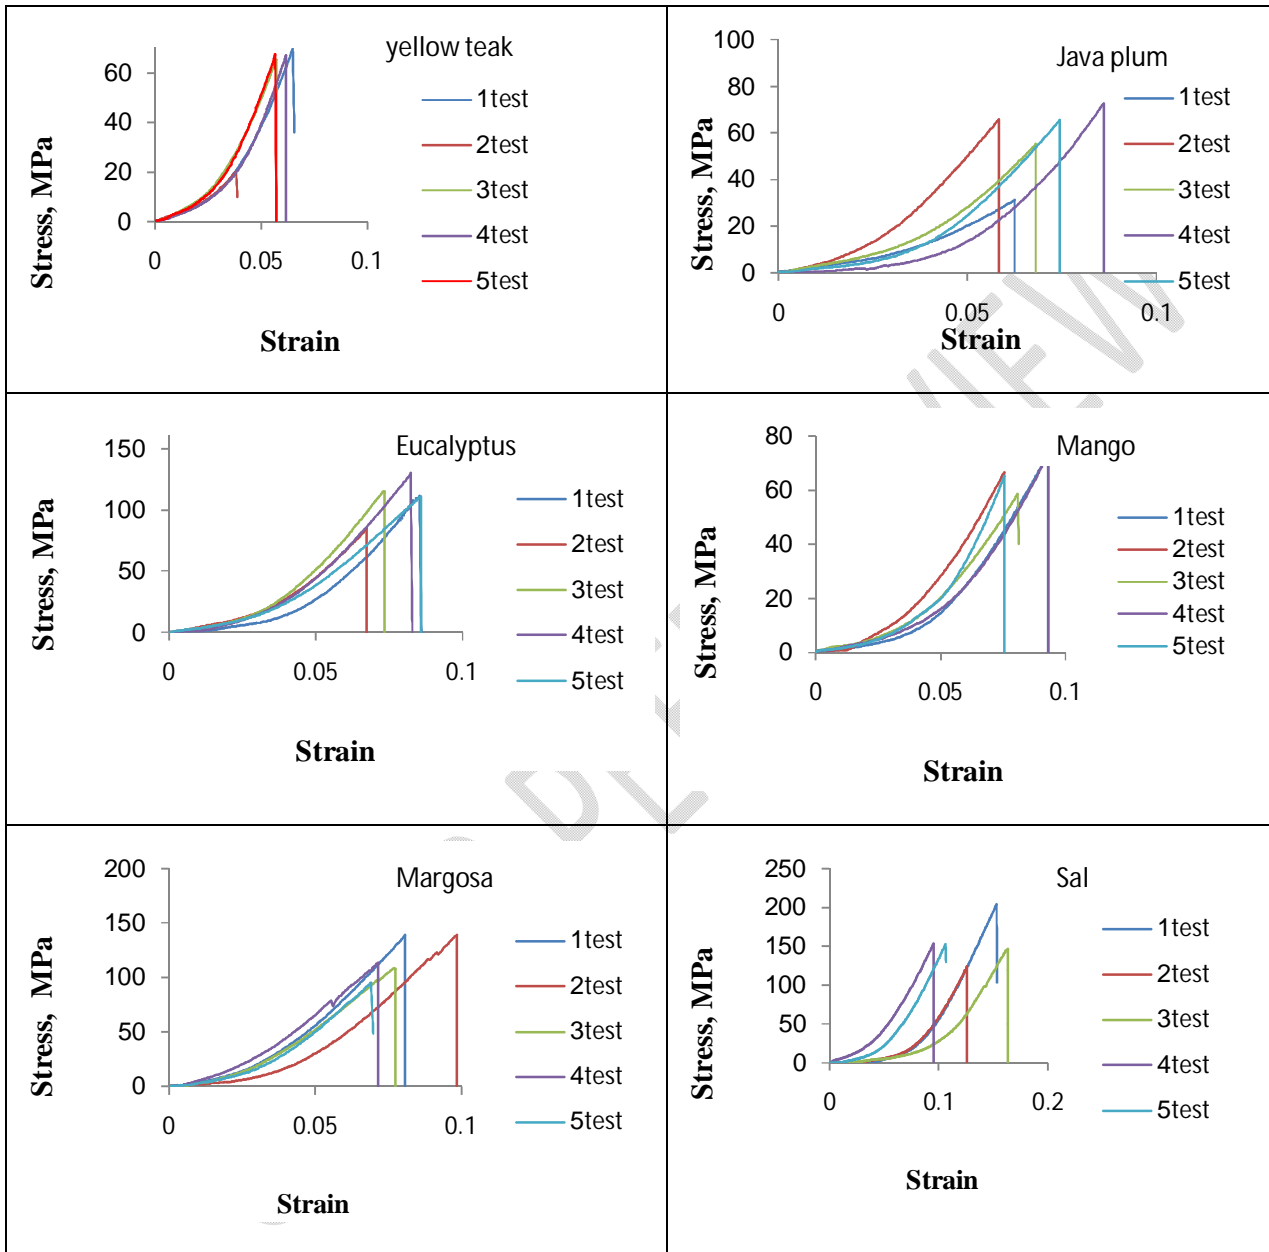 yellow teak
60
40
20
0
0
0.05
0.1
Stress, MPa
Strain
1test
2test
3test
4test
5test
Java plum
100
80
60
40
20
0
0
0.05
0.1
Stress, MPa
Strain
1test
2test
3test
4test
5test
Eucalyptus
150
100
50
0
0
0.05
0.1
Stress, MPa
Strain
1test
2test
3test
4test
5test
Mango
80
60
40
20
0
0
0.05
0.1
Stress, MPa
Strain
1test
2test
3test
4test
5test
Margosa
200
150
100
50
0
0
0.05
0.1
Stress, MPa
Strain
1test
2test
3test
4test
5test
Sal
250
200
150
100
50
0
0
0.1
0.2
Stress, MPa
Strain
1test
2test
3test
4test
5test